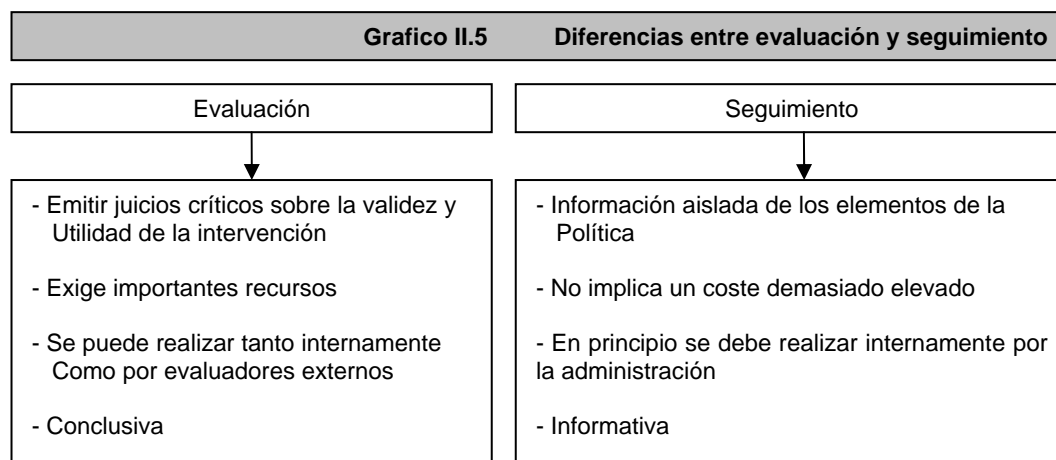 Grafico II.5 Diferencias entre evaluación y seguimiento
Evaluación
- Emitir juicios críticos sobre la validez y
Utilidad de la intervención
- Exige importantes recursos
- Se puede realizar tanto internamente
Como por evaluadores externos
- Conclusiva
Seguimiento
- Información aislada de los elementos de la
Política
- No implica un coste demasiado elevado
- En principio se debe realizar internamente por
la administración
- Informativa